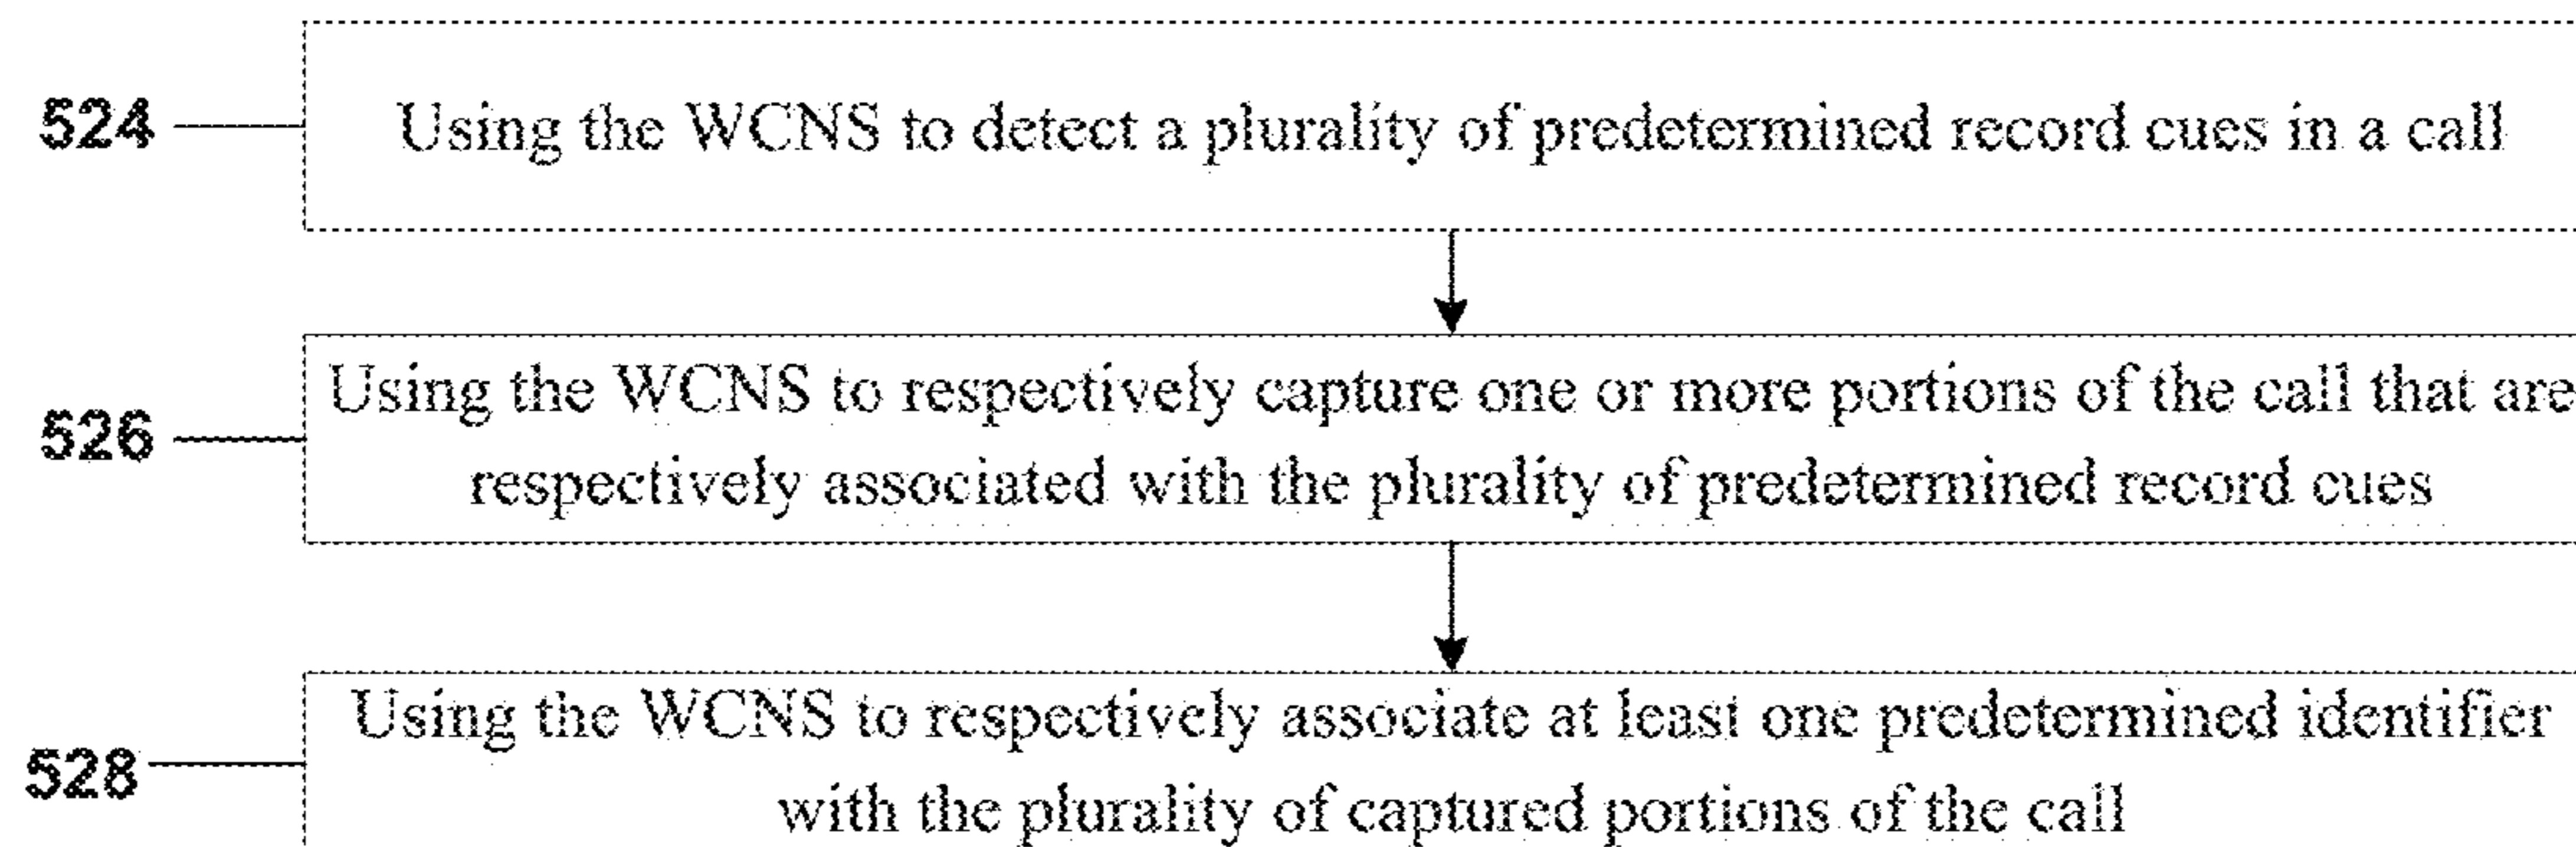 524
Using the WCNS to detect a plurality of predetermined record cues in a call
526
Using the WCNS to respectively capture one or more portions of the call that are
respectively associated with the plurality of predetermined record cues
528
Using the WCNS to respectively associate at least one predetermined identifier
with the plurality of captured portions of the call